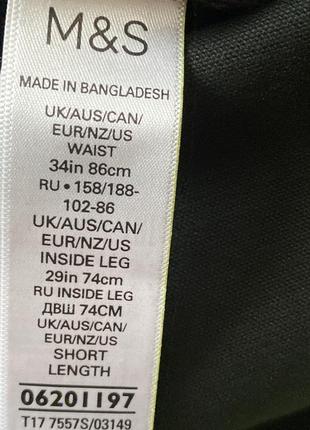 M&S
MADE IN BANGLADESH
UK/AUS/CAN/
EUR/NZ/US
WAIST
34in 86cm
RU • 158/188-
102-86
UK/AUS/CAN/
EUR/NZ/US
INSIDE LEG
29in 74cm
RU INSIDE LEG
ДВШ 74СМ
UK/AUS/CAN/
EUR/NZ/US
SHORT
LENGTH
06201197
T17 7557S/03149